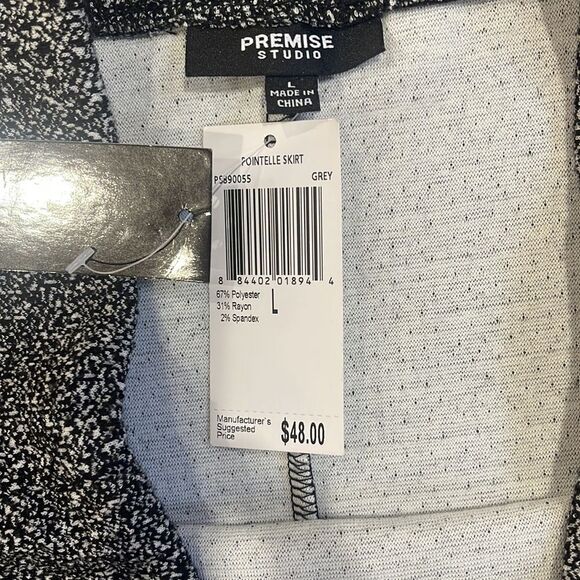 PREMISE
STUDIO
L
MADE IN
CHINA
POINTELLE SKIRT
PS890055 GREY
8 84402 01894 4
67% Polyester
31% Rayon
2% Spandex
L
Manufacturer's
Suggested
Price
$48.00